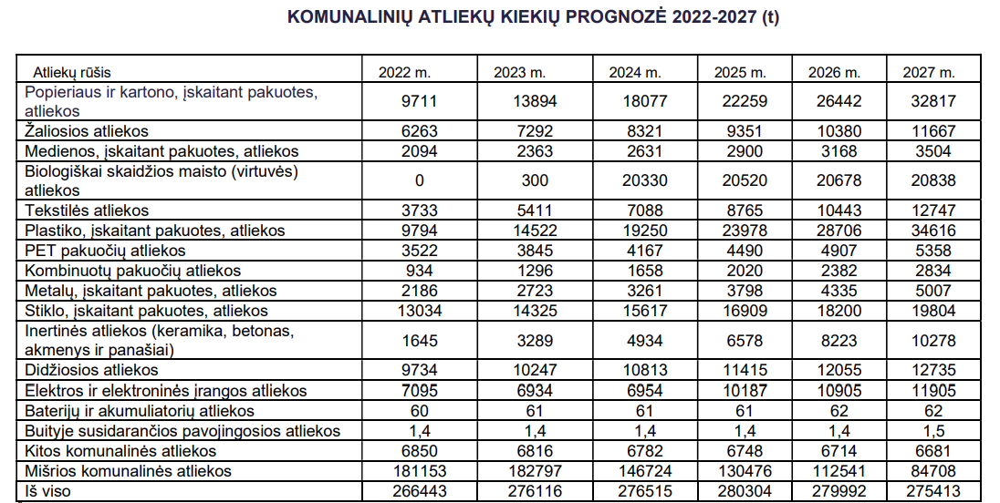 KOMUNALINIŲ ATLIEKŲ KIEKIŲ PROGNOZĖ 2022-2027 (t)
Atliekų rūšis 2022 m. 2023 m. 2024 m. 2025 m. 2026 m. 2027 m.
Popieriaus ir kartono, įskaitant pakuotes,
atliekos 9711 13894 18077 22259 26442 32817
Žaliosios atliekos 6263 7292 8321 9351 10380 11667
Medienos, įskaitant pakuotes, atliekos 2094 2363 2631 2900 3168 3504
Biologiškai skaidžios maisto (virtuvės)
atliekos 0 300 20330 20520 20678 20838
Tekstilės atliekos 3733 5411 7088 8765 10443 12747
Plastiko, įskaitant pakuotes, atliekos 9794 14522 19250 23978 28706 34616
PET pakuočių atliekos 3522 3845 4167 4490 4907 5358
Kombinuotų pakuočių atliekos 934 1296 1658 2020 2382 2834
Metalų, įskaitant pakuotes, atliekos 2186 2723 3261 3798 4335 5007
Stiklo, įskaitant pakuotes, atliekos 13034 14325 15617 16909 18200 19804
Inertinės atliekos (keramika, betonas,
akmenys ir panašiai) 1645 3289 4934 6578 8223 10278
Didžiosios atliekos 9734 10247 10813 11415 12055 12735
Elektros ir elektroninės įrangos atliekos 7095 6934 6954 10187 10905 11905
Baterijų ir akumuliatorių atliekos 60 61 61 61 62 62
Buityje susidarančios pavojingosios atliekos 1,4 1,4 1,4 1,4 1,4 1,5
Kitos komunalinės atliekos 6850 6816 6782 6748 6714 6681
Mišrios komunalinės atliekos 181153 182797 146724 130476 112541 84708
Iš viso 266443 276116 276515 280304 279992 275413